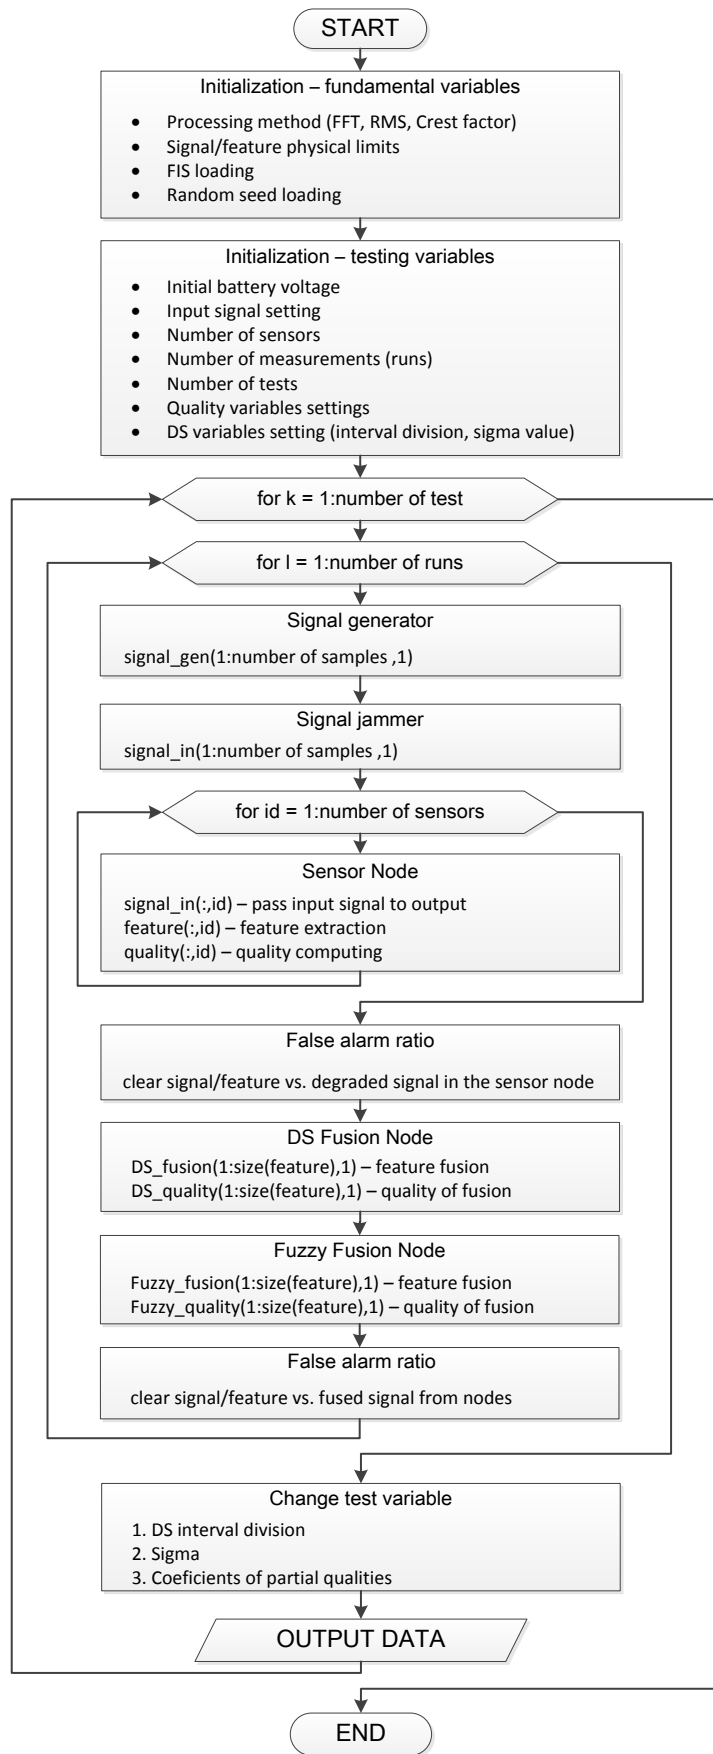 START
Initialization – fundamental variables
• Processing method (FFT, RMS, Crest factor)
• Signal/feature physical limits
• FIS loading
• Random seed loading
Initialization – testing variables
• Initial battery voltage
• Input signal setting
• Number of sensors
• Number of measurements (runs)
• Number of tests
• Quality variables settings
• DS variables setting (interval division, sigma value)
for k = 1:number of test
for l = 1:number of runs
Signal generator
signal_gen(1:number of samples ,1)
Signal jammer
signal_in(1:number of samples ,1)
for id = 1:number of sensors
Sensor Node
signal_in(:,id) – pass input signal to output
feature(:,id) – feature extraction
quality(:,id) – quality computing
False alarm ratio
clear signal/feature vs. degraded signal in the sensor node
DS Fusion Node
DS_fusion(1:size(feature),1) – feature fusion
DS_quality(1:size(feature),1) – quality of fusion
Fuzzy Fusion Node
Fuzzy_fusion(1:size(feature),1) – feature fusion
Fuzzy_quality(1:size(feature),1) – quality of fusion
False alarm ratio
clear signal/feature vs. fused signal from nodes
Change test variable
1. DS interval division
2. Sigma
3. Coeficients of partial qualities
OUTPUT DATA
END